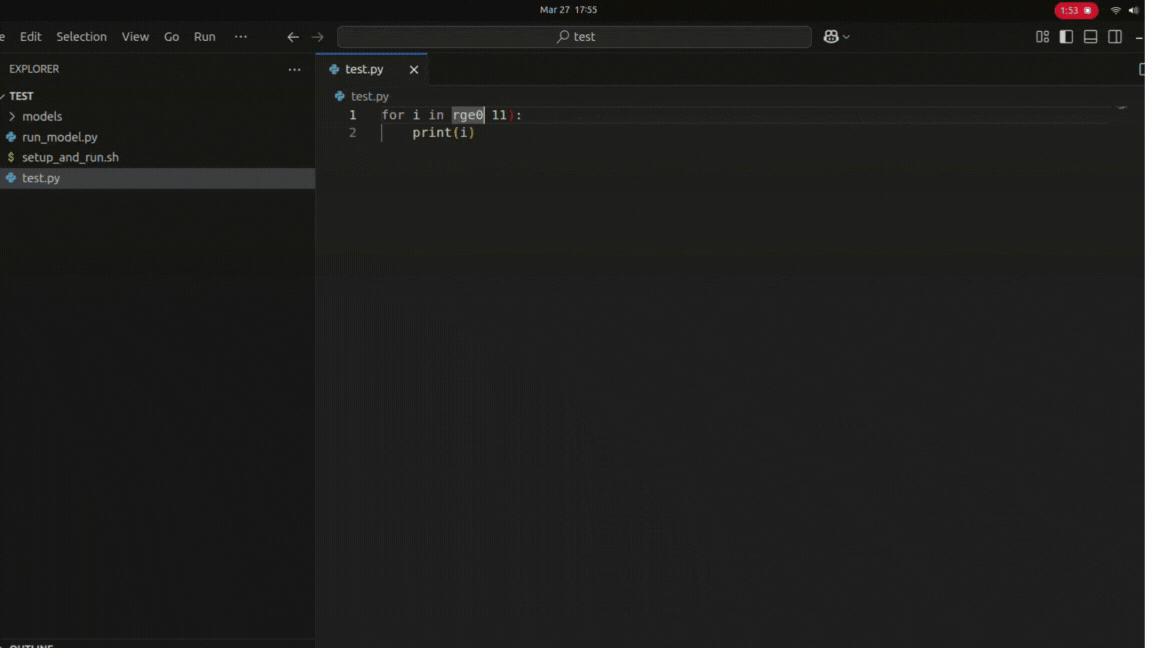 Mar 27 17:55
1:53
Edit Selection View Go Run ...
test
EXPLORER
...
test.py
TEST
test.py
models
1 for i in rge0 11):
run_model.py
2 print(i)
$ setup_and_run.sh
test.py